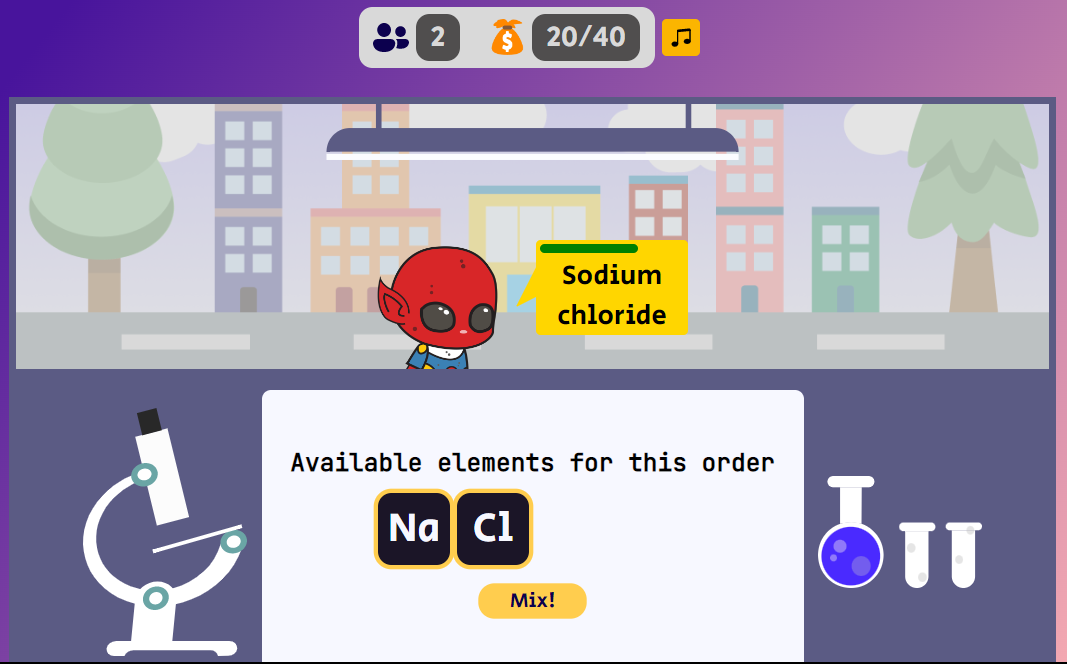 2
20/40
Sodium
chloride
Available elements for this order
Na Cl
Mix!